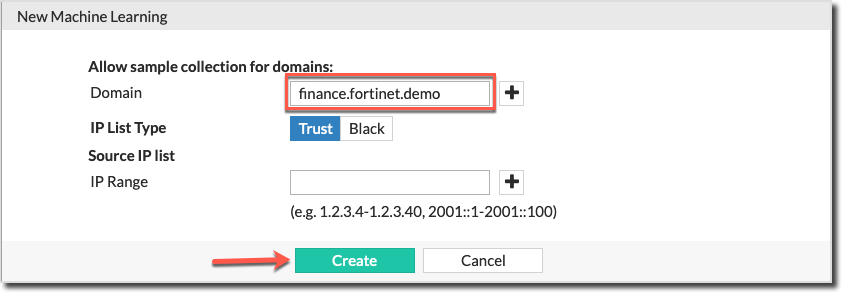 New Machine Learning
Allow sample collection for domains:
Domain finance.fortinet.demo +
IP List Type Trust Black
Source IP list
IP Range +
(e.g. 1.2.3.4-1.2.3.40, 2001::1-2001::100)
Create Cancel